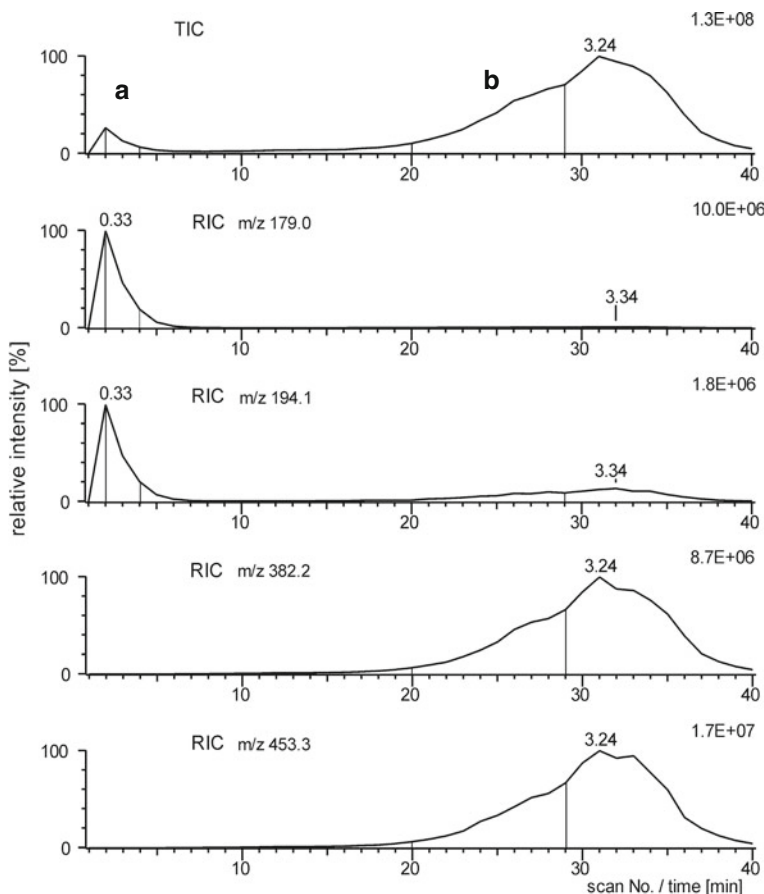 TIC
1.3E+08
3.24
100
a
b
0
10
20
30
40
10.0E+06
0.33
RIC m/z 179.0
100
3.34
0
10
20
30
40
1.8E+06
0.33
RIC m/z 194.1
100
3.34
0
10
20
30
40
8.7E+06
RIC m/z 382.2
3.24
100
0
10
20
30
40
1.7E+07
RIC m/z 453.3
3.24
100
0
10
20
30
40
relative intensity [%]
scan No. / time [min]